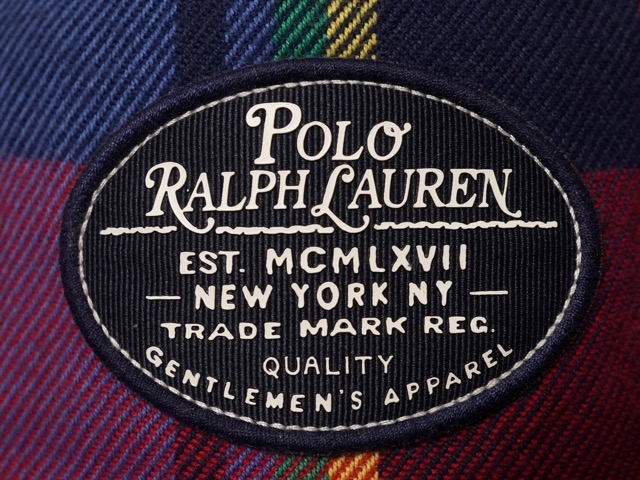 POLO
RALPH LAUREN
EST. MCMLXVII
— NEW YORK NY —
TRADE MARK REG.
QUALITY
GENTLEMEN'S APPAREL